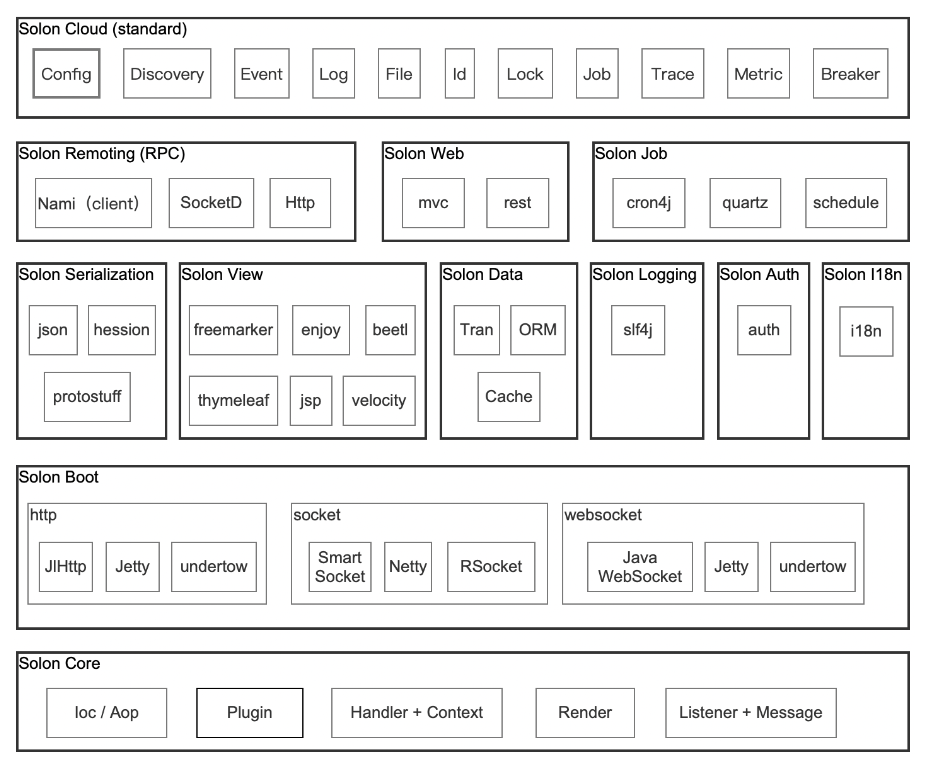 Solon Cloud (standard)
Config
Discovery
Event
Log
File
Id
Lock
Job
Trace
Metric
Breaker
Solon Remoting (RPC)
Nami（client）
SocketD
Http
Solon Web
mvc
rest
Solon Job
cron4j
quartz
schedule
Solon Serialization
json
hession
protostuff
Solon View
freemarker
enjoy
beetl
thymeleaf
jsp
velocity
Solon Data
Tran
ORM
Cache
Solon Logging
slf4j
Solon Auth
auth
Solon I18n
i18n
Solon Boot
http
JlHttp
Jetty
undertow
socket
Smart
Socket
Netty
RSocket
websocket
Java
WebSocket
Jetty
undertow
Solon Core
Ioc / Aop
Plugin
Handler + Context
Render
Listener + Message